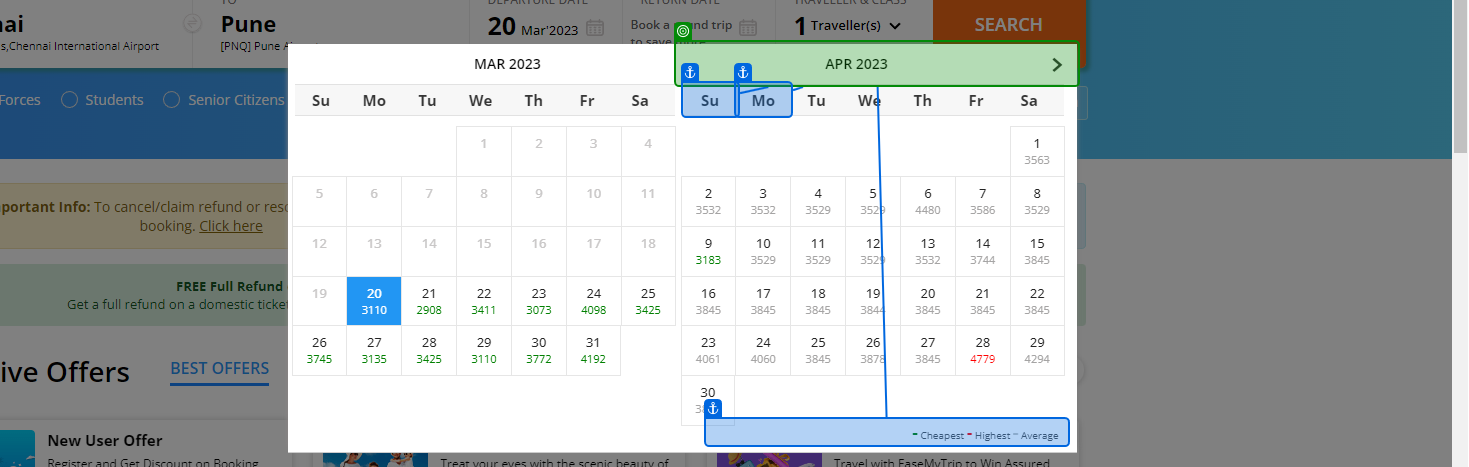 TO DEPARTURE DATE RETURN DATE TRAVELLER & CLASS
nai Pune 20 Mar'2023 Book a round trip 1 Traveller(s) SEARCH
s,Chennai International Airport [PNQ] Pune to save more
MAR 2023 APR 2023
Forces Students Senior Citizens
Su Mo Tu We Th Fr Sa Su Mo Tu We Th Fr Sa
1 2 3 4 1
3563
5 6 7 8 9 10 11 2 3 4 5 6 7 8
3532 3532 3529 3529 4480 3586 3529
portant Info: To cancel/claim refund or resc
booking. Click here
12 13 14 15 16 17 18 9 10 11 12 13 14 15
3183 3529 3529 3529 3532 3744 3845
FREE Full Refund
Get a full refund on a domestic ticket
19 20 21 22 23 24 25 16 17 18 19 20 21 22
3110 2908 3411 3073 4098 3425 3845 3845 3845 3844 3845 3845 3845
26 27 28 29 30 31 23 24 25 26 27 28 29
3745 3135 3425 3110 3772 4192 4061 4060 3845 3878 3845 4779 4294
ive Offers BEST OFFERS
30
Cheapest Highest Average
New User Offer
Register and Get Discount on Booking Treat your eyes with the scenic beauty of Travel with EaseMyTrip to Win Assured